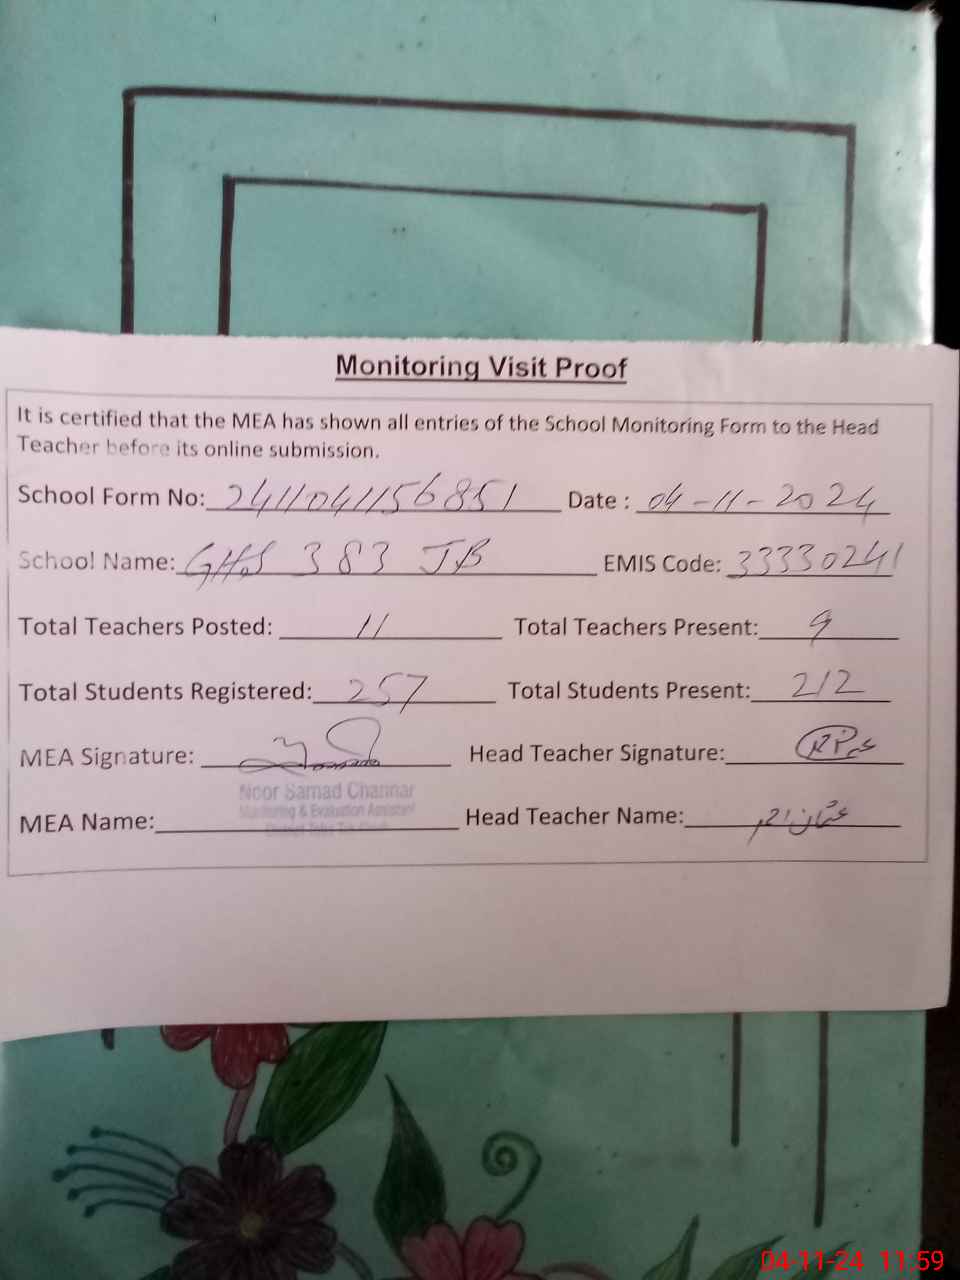 Monitoring Visit Proof
It is certified that the MEA has shown all entries of the School Monitoring Form to the Head
Teacher before its online submission.
School Form No: 2411041156851 Date : 04-11-2024
School Name: GHS 383 JB EMIS Code: 33330241
Total Teachers Posted: 11 Total Teachers Present: 9
Total Students Registered: 257 Total Students Present: 212
MEA Signature: Head Teacher Signature:
Noor Samad Channar
Monitoring & Evaluation Assistant
MEA Name: Head Teacher Name: عثمان احمد
04-11-24 11:59